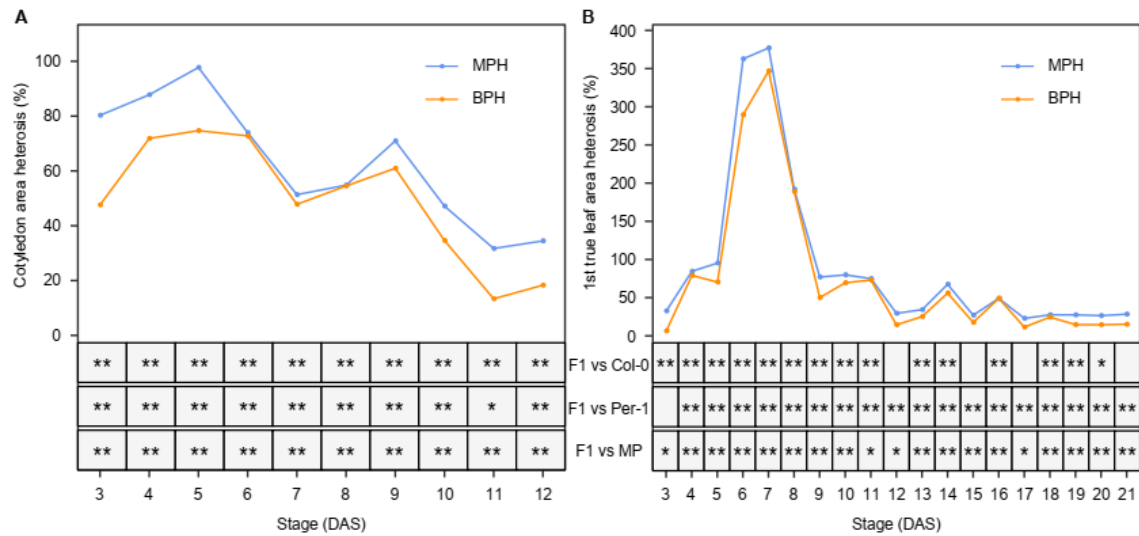 A
Cotyledon area heterosis (%)
100
80
60
40
20
0
MPH
BPH
B
1st true leaf area heterosis (%)
400
350
300
250
200
150
100
50
0
MPH
BPH
** ** ** ** ** ** ** ** ** ** F1 vs Col-0 ** ** ** ** ** ** ** ** ** ** ** ** ** ** *
** ** ** ** ** ** ** ** * ** F1 vs Per-1 ** ** ** ** ** ** ** ** ** ** ** ** ** ** ** ** ** **
** ** ** ** ** ** ** ** ** ** F1 vs MP * ** ** ** ** ** ** ** * * ** ** ** ** * ** ** ** **
3 4 5 6 7 8 9 10 11 12
3 4 5 6 7 8 9 10 11 12 13 14 15 16 17 18 19 20 21
Stage (DAS)
Stage (DAS)